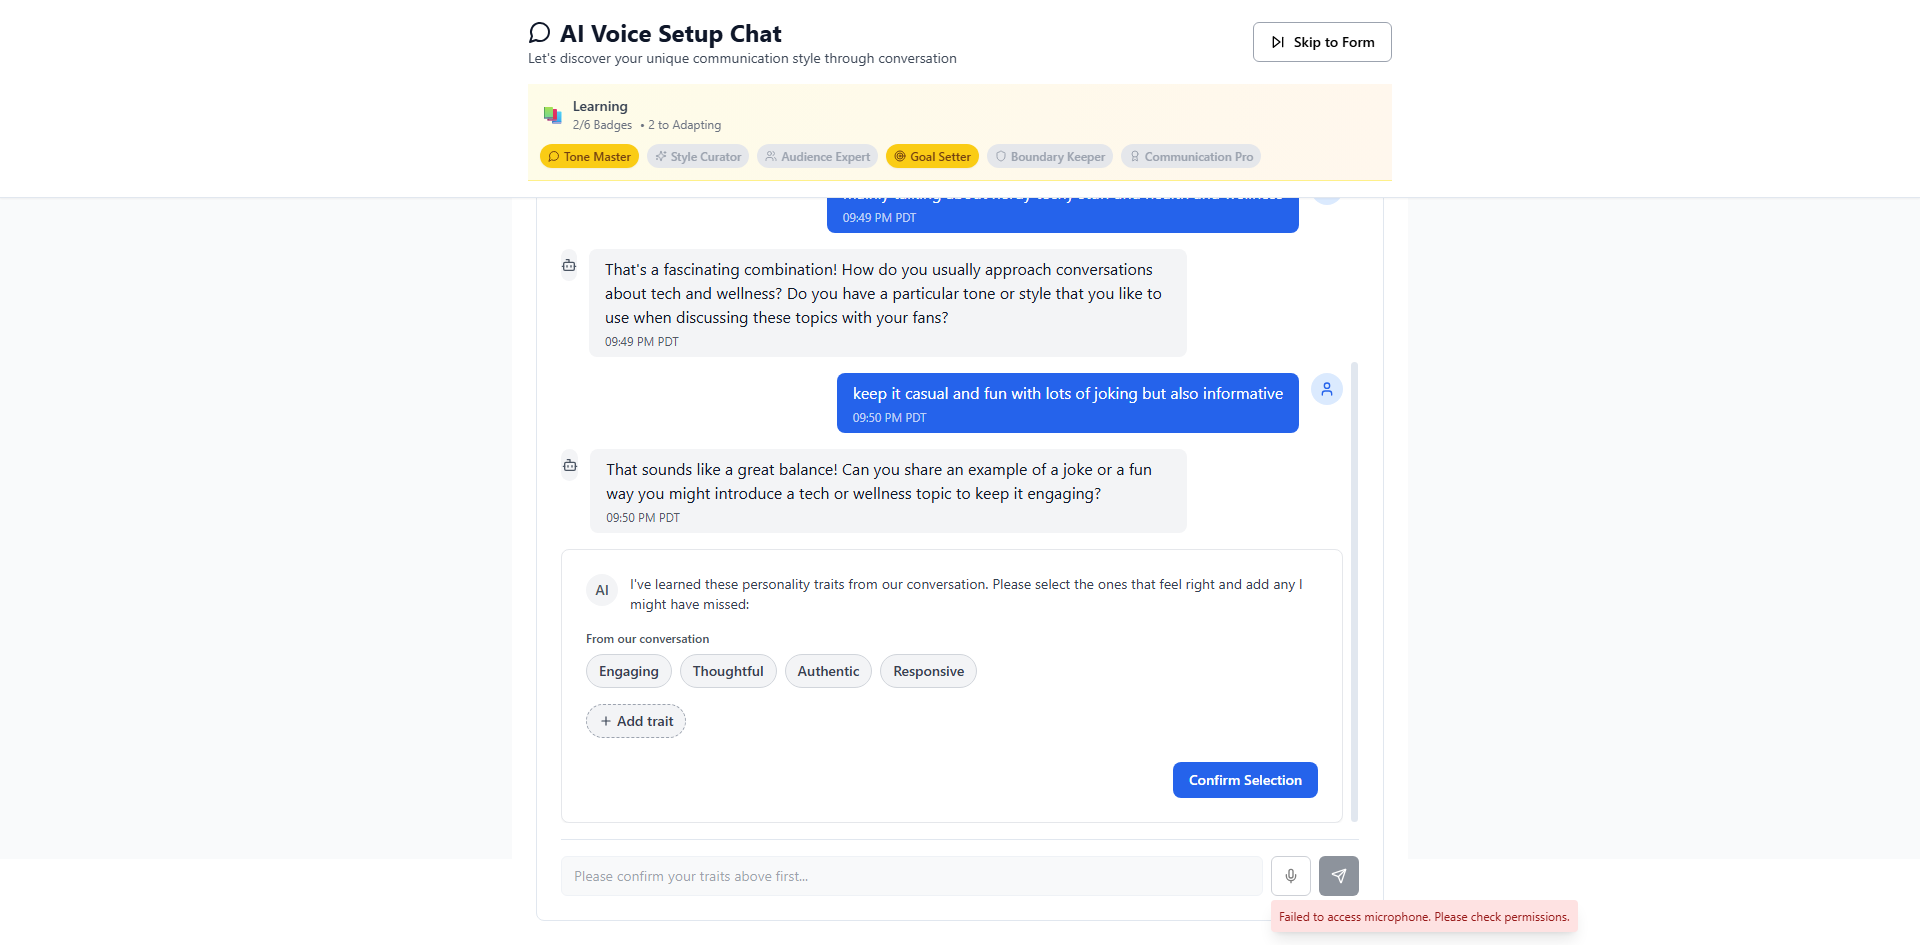 AI Voice Setup Chat
Let's discover your unique communication style through conversation
Skip to Form
Learning
2/6 Badges • 2 to Adapting
Tone Master
Style Curator
Audience Expert
Goal Setter
Boundary Keeper
Communication Pro
09:49 PM PDT
That's a fascinating combination! How do you usually approach conversations
about tech and wellness? Do you have a particular tone or style that you like to
use when discussing these topics with your fans?
09:49 PM PDT
keep it casual and fun with lots of joking but also informative
09:50 PM PDT
That sounds like a great balance! Can you share an example of a joke or a fun
way you might introduce a tech or wellness topic to keep it engaging?
09:50 PM PDT
AI
I've learned these personality traits from our conversation. Please select the ones that feel right and add any I
might have missed:
From our conversation
Engaging
Thoughtful
Authentic
Responsive
+ Add trait
Confirm Selection
Please confirm your traits above first...
Failed to access microphone. Please check permissions.